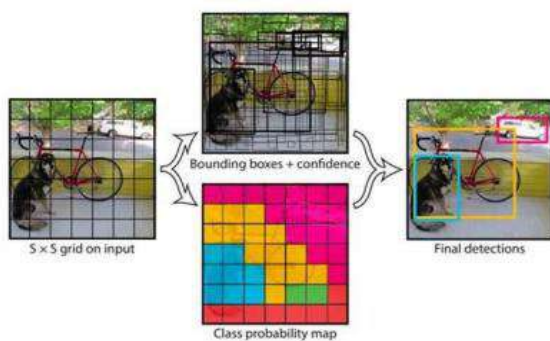 Bounding boxes + confidence
S × S grid on input
Final detections
Class probability map